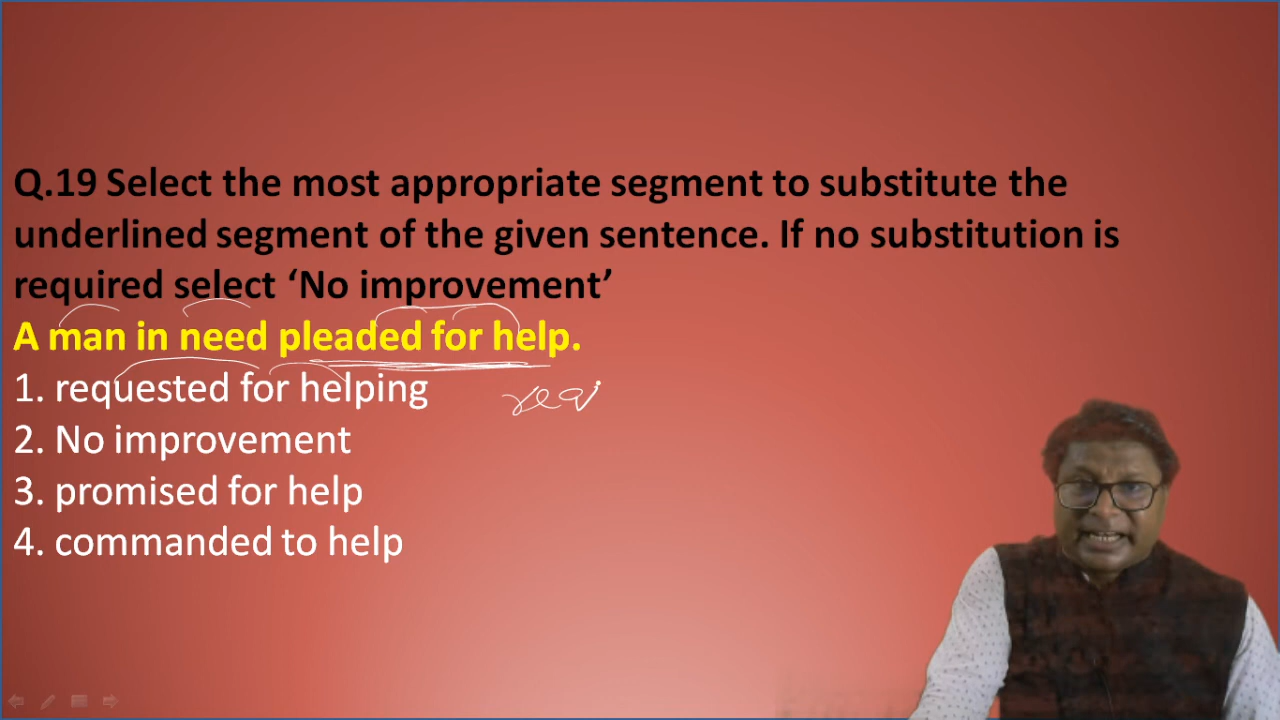 Q.19 Select the most appropriate segment to substitute the
underlined segment of the given sentence. If no substitution is
required select ‘No improvement’
A man in need pleaded for help.
1. requested for helping
2. No improvement
3. promised for help
4. commanded to help